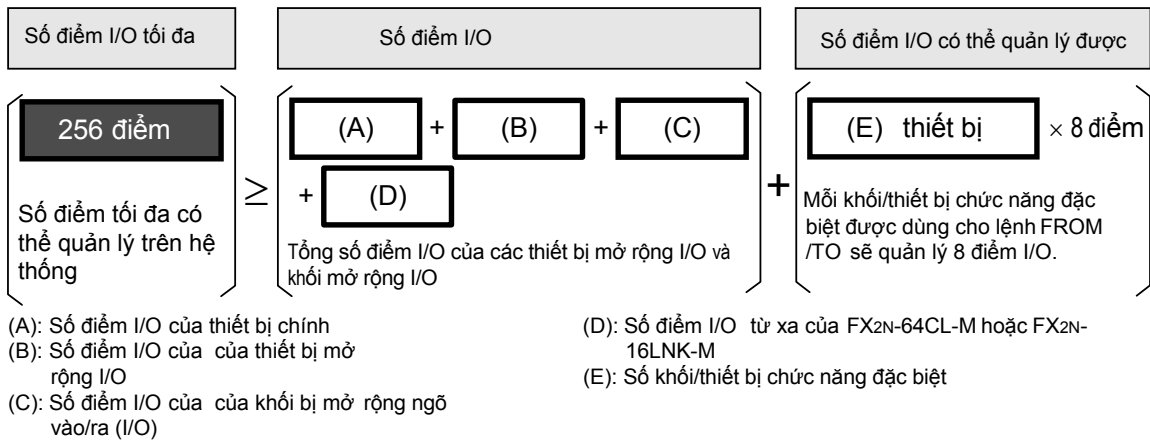 Số điểm I/O tối đa
Số điểm I/O
Số điểm I/O có thể quản lý được
256 điểm
Số điểm tối đa có
thể quản lý trên hệ
thống
≥
(A) + (B) + (C)
+ (D)
Tổng số điểm I/O của các thiết bị mở rộng I/O và
khối mở rộng I/O
+
(E) thiết bị × 8 điểm
Mỗi khối/thiết bị chức năng đặc
biệt được dùng cho lệnh FROM
/TO sẽ quản lý 8 điểm I/O.
(A): Số điểm I/O của thiết bị chính
(B): Số điểm I/O của của thiết bị mở
rộng I/O
(C): Số điểm I/O của của khối bị mở rộng ngõ
vào/ra (I/O)
(D): Số điểm I/O từ xa của FX2N-64CL-M hoặc FX2N-
16LNK-M
(E): Số khối/thiết bị chức năng đặc biệt